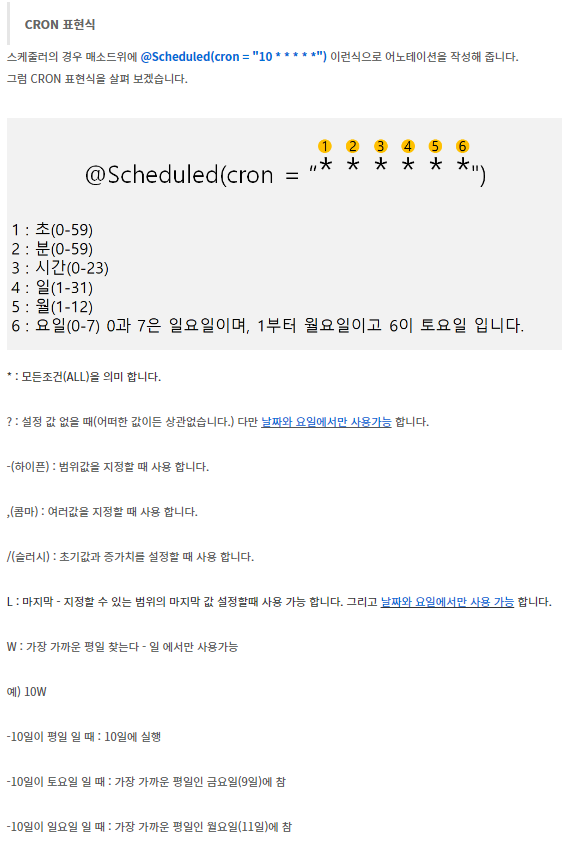 CRON 표현식
스케줄러의 경우 매소드위에 @Scheduled(cron = "10 * * * * *") 이런식으로 어노테이션을 작성해 줍니다.
그럼 CRON 표현식을 살펴 보겠습니다.
1 2 3 4 5 6
@Scheduled(cron = "* * * * * *")
1 : 초(0-59)
2 : 분(0-59)
3 : 시간(0-23)
4 : 일(1-31)
5 : 월(1-12)
6 : 요일(0-7) 0과 7은 일요일이며, 1부터 월요일이고 6이 토요일 입니다.
* : 모든조건(ALL)을 의미 합니다.
? : 설정 값 없을 때(어떠한 값이든 상관없습니다.) 다만 날짜와 요일에서만 사용가능 합니다.
-(하이픈) : 범위값을 지정할 때 사용 합니다.
,(콤마) : 여러값을 지정할 때 사용 합니다.
/(슬러시) : 초기값과 증가치를 설정할 때 사용 합니다.
L : 마지막 - 지정할 수 있는 범위의 마지막 값 설정할때 사용 가능 합니다. 그리고 날짜와 요일에서만 사용 가능 합니다.
W : 가장 가까운 평일 찾는다 - 일 에서만 사용가능
예) 10W
-10일이 평일 일 때 : 10일에 실행
-10일이 토요일 일 때 : 가장 가까운 평일인 금요일(9일)에 참
-10일이 일요일 일 때 : 가장 가까운 평일인 월요일(11일)에 참